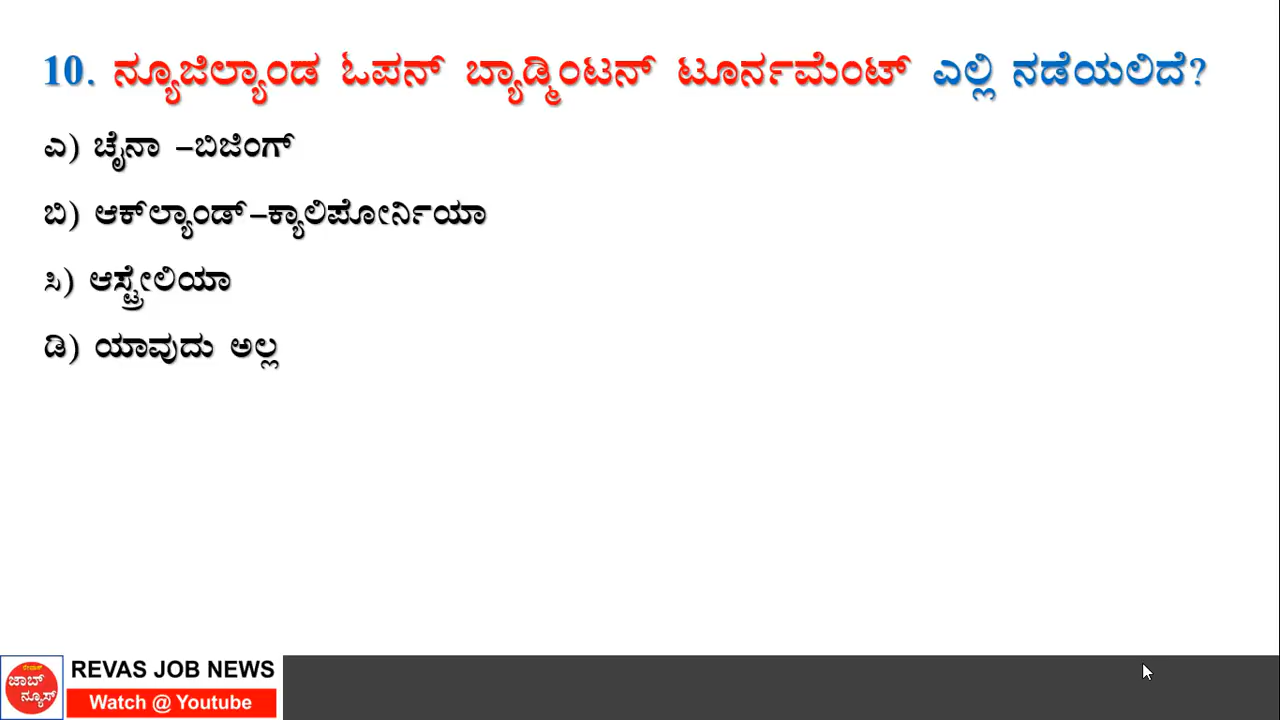 10. ನ್ಯೂಜಿಲ್ಯಾಂಡ ಓಪನ್ ಬ್ಯಾಡ್ಮಿಂಟನ್ ಟೂರ್ನಮೆಂಟ್ ಎಲ್ಲಿ ನಡೆಯಲಿದೆ?
ಎ) ಚೈನಾ –ಬಿಜಿಂಗ್
ಬಿ) ಆಕ್‌ಲ್ಯಾಂಡ್–ಕ್ಯಾಲಿಪೋರ್ನಿಯಾ
ಸಿ) ಆಸ್ಟ್ರೇಲಿಯಾ
ಡಿ) ಯಾವುದು ಅಲ್ಲ
ರೇವಾಸ್
ಜಾಬ್
ನ್ಯೂಸ್
REVAS JOB NEWS
Watch @ Youtube